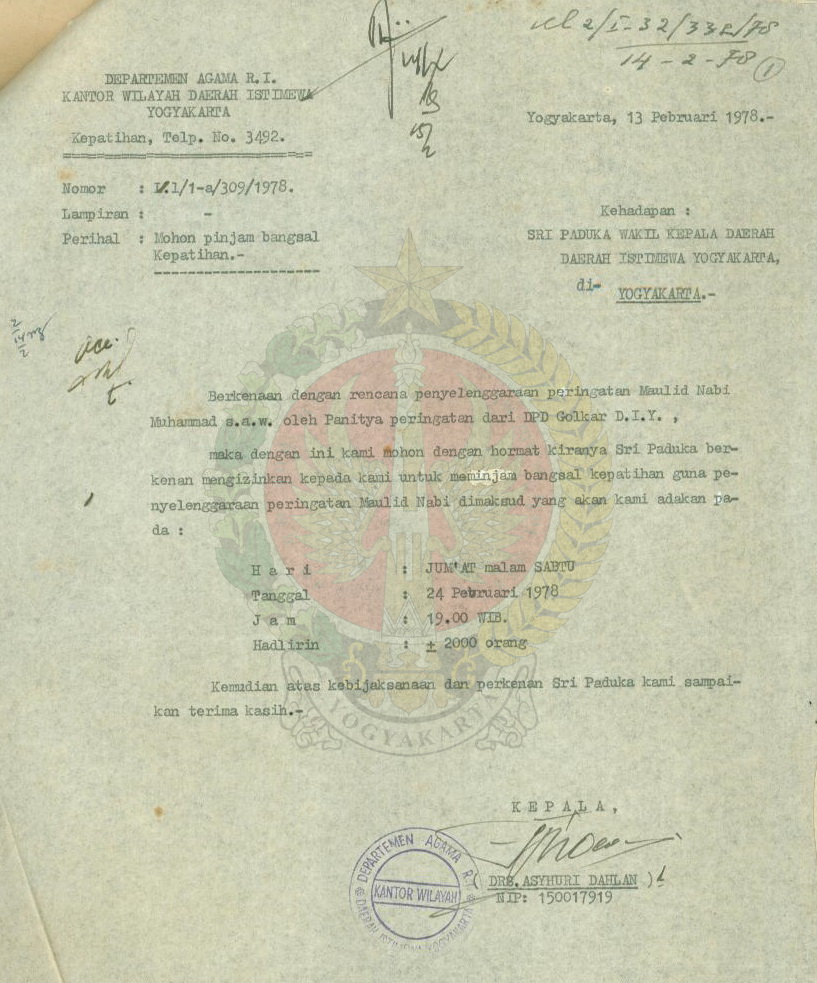 14-2-78 1
DEPARTEMEN AGAMA R.I.
KANTOR WILAYAH DAERAH ISTIMEWA
YOGYAKARTA
Kepatihan, Telp. No. 3492.
Yogyakarta, 13 Pebruari 1978.-
Nomor : /1-a/309/1978.
Lampiran : -
Perihal : Mohon pinjam bangsal
Kepatihan.-
Kehadapan :
SRI PADUKA WAKIL KEPALA DAERAH
DAERAH ISTIMEWA YOGYAKARTA,
di-
YOGYAKARTA.-
Berkenaan dengan rencana penyelenggaraan peringatan Maulid Nabi
Muhammad s.a.w. oleh Panitya peringatan dari DPD Golkar D.I.Y. ,
maka dengan ini kami mohon dengan hormat kiranya Sri Paduka ber-
kenan mengizinkan kepada kami untuk meminjam bangsal kepatihan guna pe-
nyelenggaraan peringatan Maulid Nabi dimaksud yang akan kami adakan pa-
da :
H a r i : JUM'AT malam SABTU
Tanggal : 24 Pebruari 1978
J a m : 19.00 WIB.
Hadlirin : ± 2000 orang
Kemudian atas kebijaksanaan dan perkenan Sri Paduka kami sampai-
kan terima kasih.-
YOGYAKARTA
K E P A L A ,
DEPARTEMEN AGAMA R.I
KANTOR WILAYAH
DAERAH ISTIMEWA YOGYAKARTA
( DRS.ASYHURI DAHLAN )
NIP: 150017919